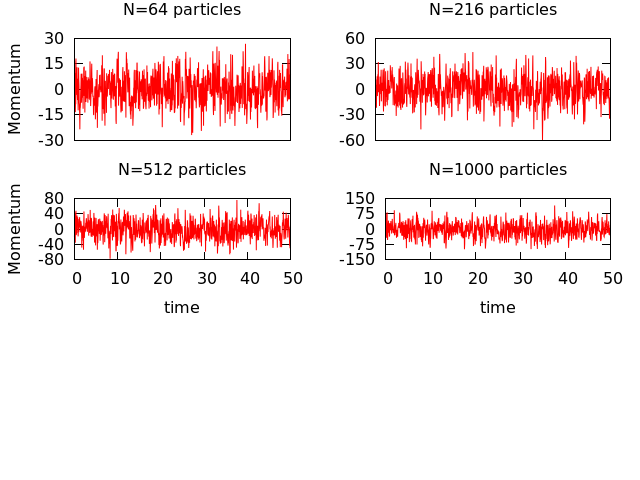 N=64 particles
N=216 particles
Momentum
30
15
0
-15
-30
60
30
0
-30
-60
N=512 particles
N=1000 particles
Momentum
80
40
0
-40
-80
150
75
0
-75
-150
0 10 20 30 40 50
0 10 20 30 40 50
time
time